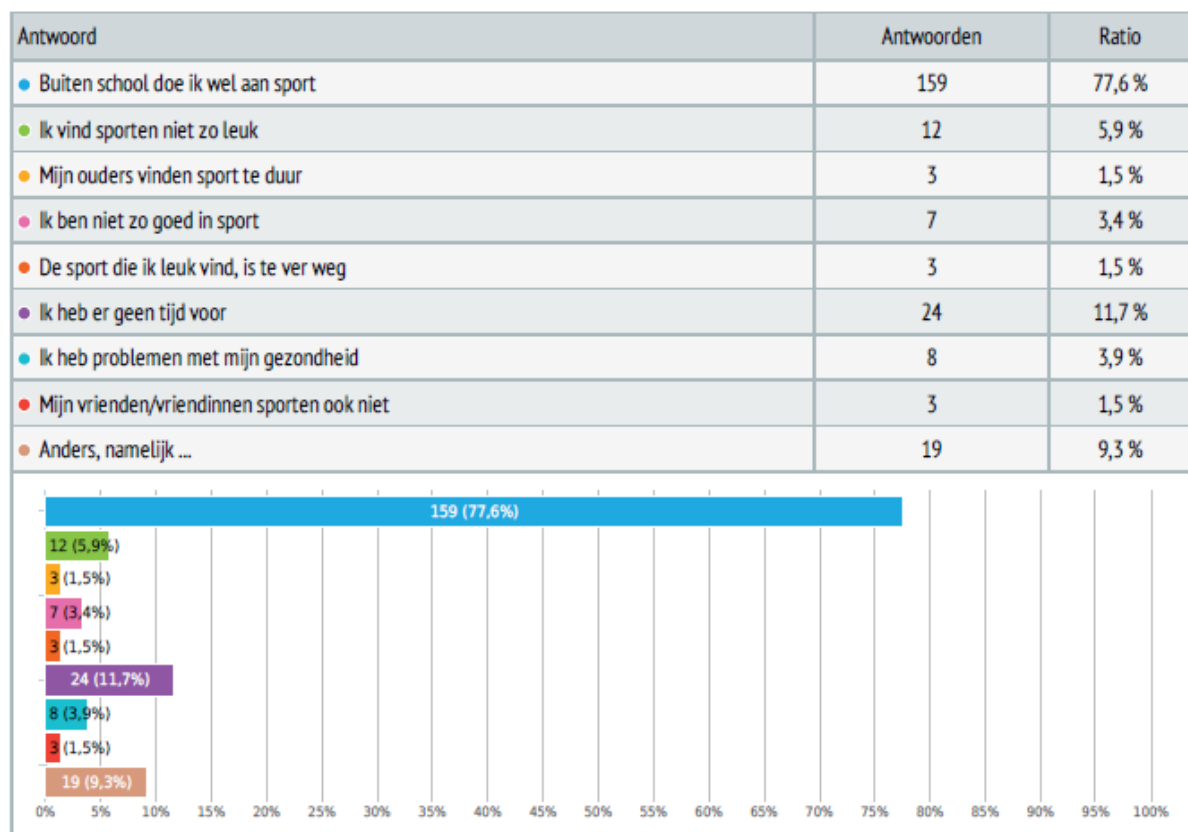 Antwoord Antwoorden Ratio
Buiten school doe ik wel aan sport 159 77,6 %
Ik vind sporten niet zo leuk 12 5,9 %
Mijn ouders vinden sport te duur 3 1,5 %
Ik ben niet zo goed in sport 7 3,4 %
De sport die ik leuk vind, is te ver weg 3 1,5 %
Ik heb er geen tijd voor 24 11,7 %
Ik heb problemen met mijn gezondheid 8 3,9 %
Mijn vrienden/vriendinnen sporten ook niet 3 1,5 %
Anders, namelijk ... 19 9,3 %
159 (77,6%)
12 (5,9%)
3 (1,5%)
7 (3,4%)
3 (1,5%)
24 (11,7%)
8 (3,9%)
3 (1,5%)
19 (9,3%)
0% 5% 10% 15% 20% 25% 30% 35% 40% 45% 50% 55% 60% 65% 70% 75% 80% 85% 90% 95% 100%